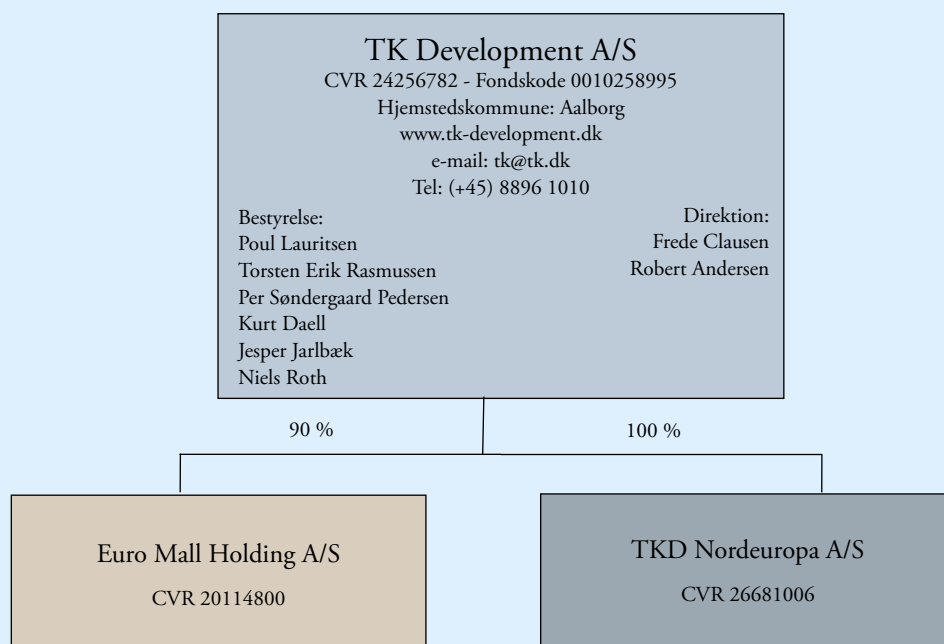 TK Development A/S
CVR 24256782 - Fondskode 0010258995
Hjemstedskommune: Aalborg
www.tk-development.dk
e-mail: tk@tk.dk
Tel: (+45) 8896 1010
Bestyrelse:
Poul Lauritsen
Torsten Erik Rasmussen
Per Søndergaard Pedersen
Kurt Daell
Jesper Jarlbæk
Niels Roth
Direktion:
Frede Clausen
Robert Andersen
90 %
100 %
Euro Mall Holding A/S
CVR 20114800
TKD Nordeuropa A/S
CVR 26681006